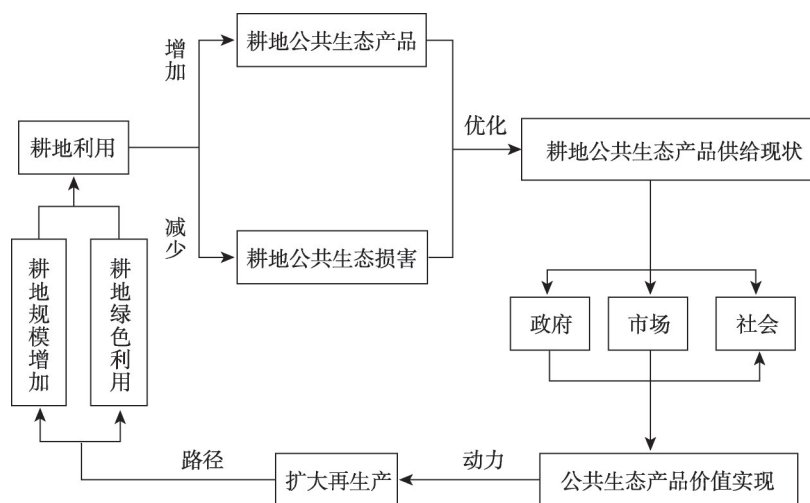 耕地公共生态产品
增加
优化
耕地利用
耕地公共生态产品供给现状
减少
耕地公共生态损害
耕地规模增加
耕地绿色利用
政府
市场
社会
路径
扩大再生产
动力
公共生态产品价值实现